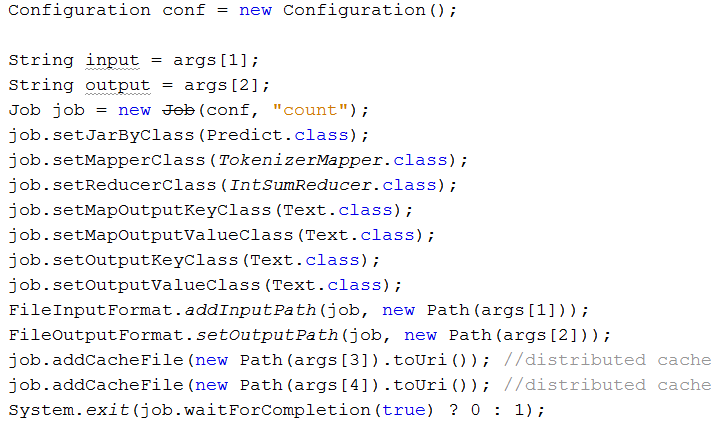 Configuration conf = new Configuration();
String input = args[1];
String output = args[2];
Job job = new Job(conf, "count");
job.setJarByClass(Predict.class);
job.setMapperClass(TokenizerMapper.class);
job.setReducerClass(IntSumReducer.class);
job.setMapOutputKeyClass(Text.class);
job.setMapOutputValueClass(Text.class);
job.setOutputKeyClass(Text.class);
job.setOutputValueClass(Text.class);
FileInputFormat.addInputPath(job, new Path(args[1]));
FileOutputFormat.setOutputPath(job, new Path(args[2]));
job.addCacheFile(new Path(args[3]).toUri()); //distributed cache
job.addCacheFile(new Path(args[4]).toUri()); //distributed cache
System.exit(job.waitForCompletion(true) ? 0 : 1);